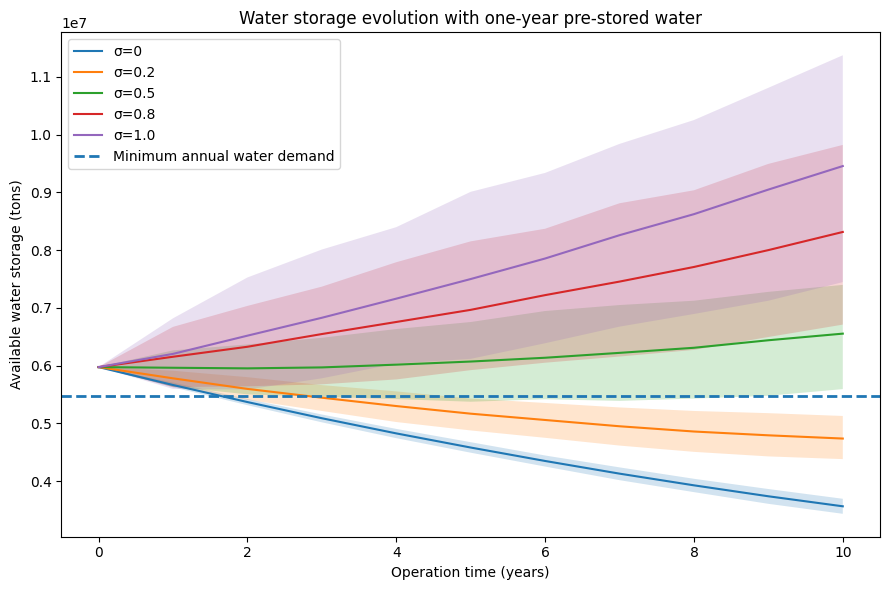 Water storage evolution with one-year pre-stored water
1e7
σ=0
σ=0.2
σ=0.5
σ=0.8
σ=1.0
Minimum annual water demand
Available water storage (tons)
1.1
1.0
0.9
0.8
0.7
0.6
0.5
0.4
0 2 4 6 8 10
Operation time (years)